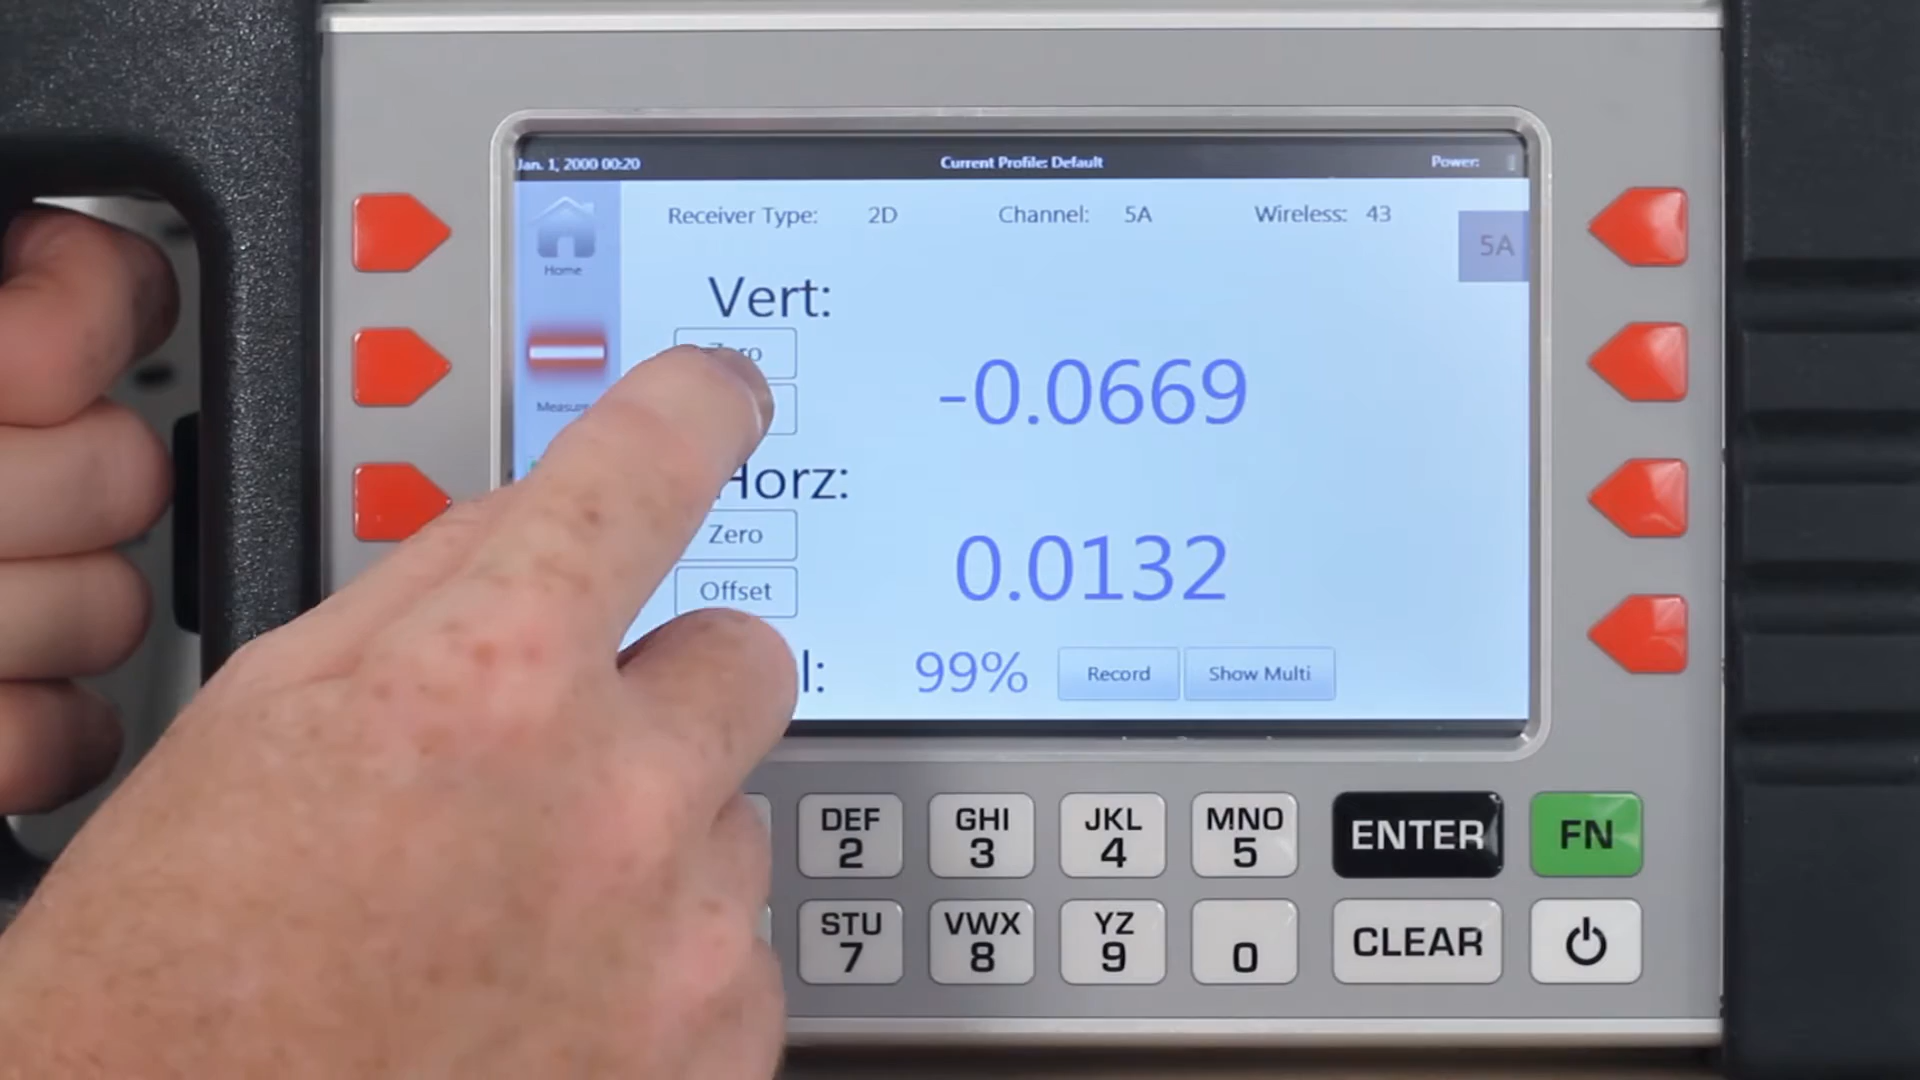 Jan. 1, 2000 00:20 Current Profile: Default Power:
Receiver Type: 2D Channel: 5A Wireless: 43
5A
Home
Vert:
-0.0669
Horz:
Zero
0.0132
Offset
99% Record Show Multi
DEF GHI JKL MNO ENTER FN
2 3 4 5
STU VWX YZ CLEAR
7 8 9 0